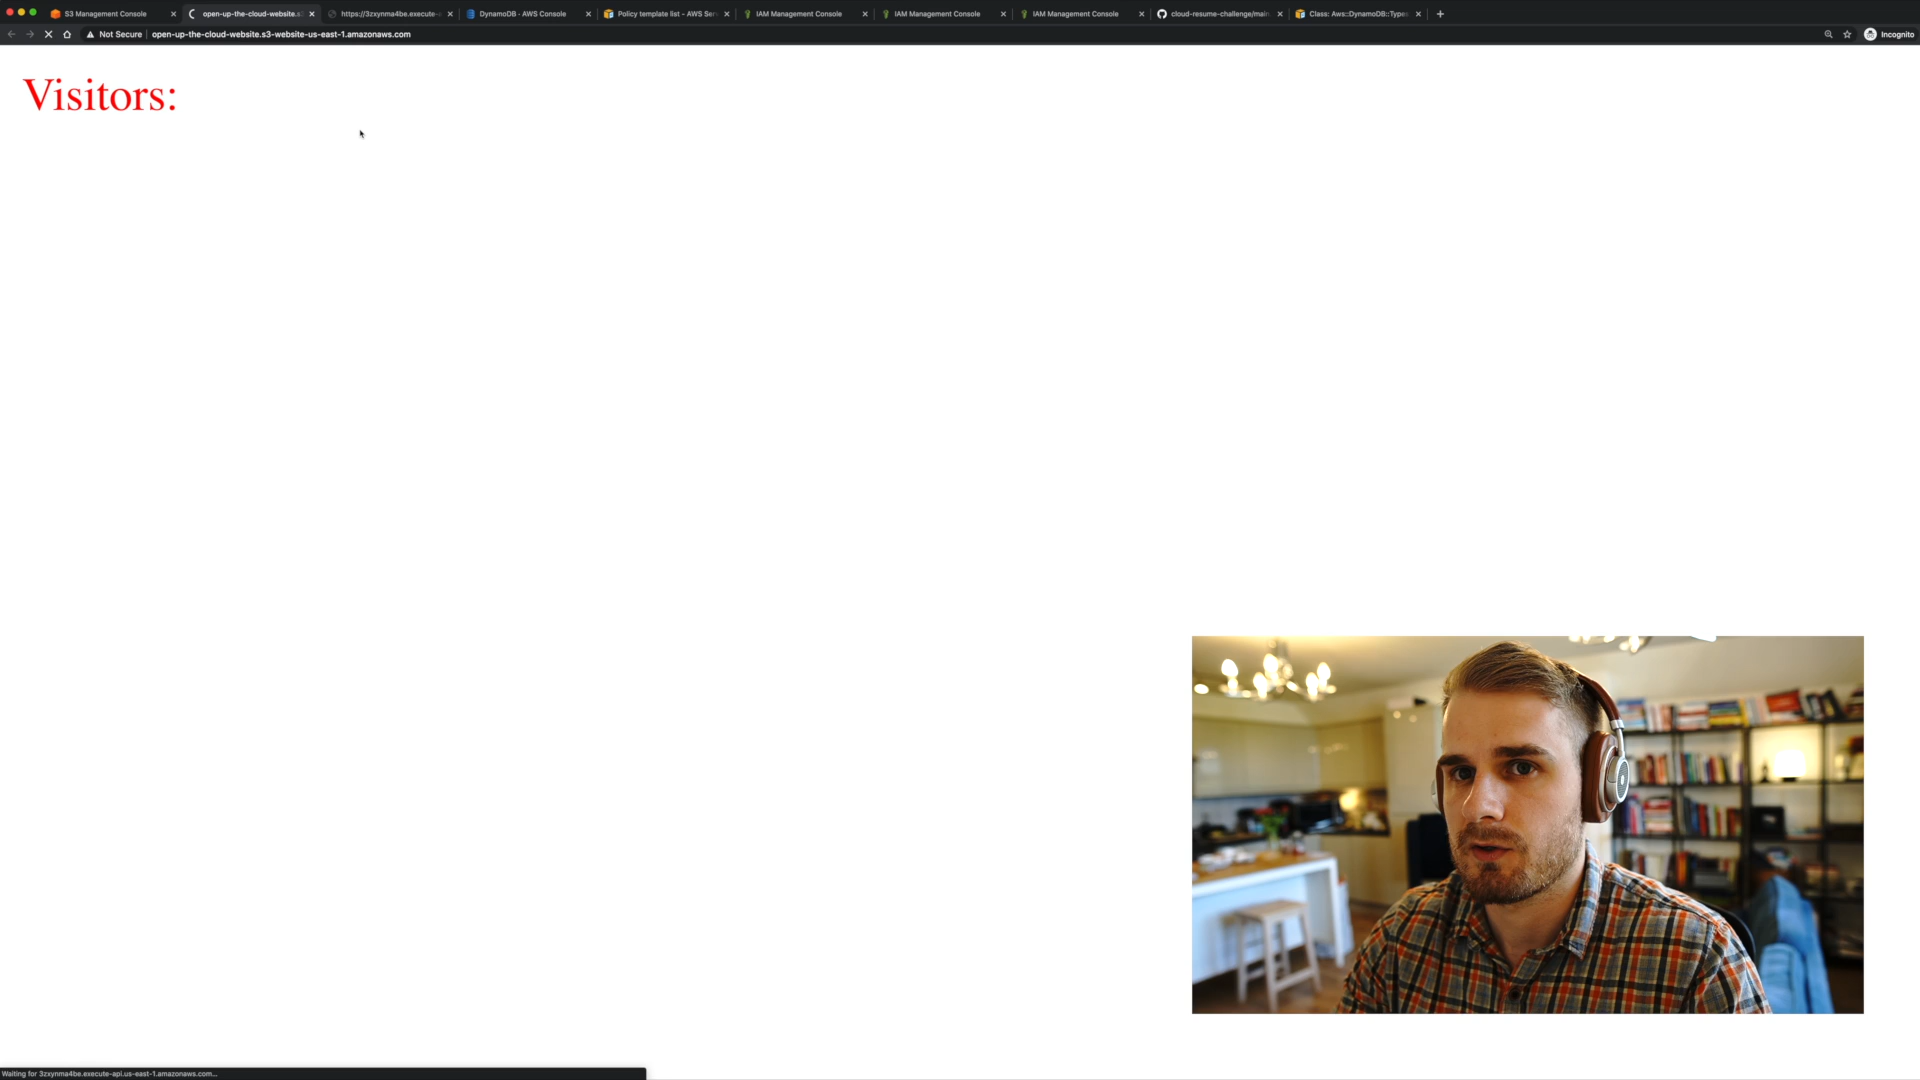 S3 Management Console
open-up-the-cloud-website.s
https://3zxynma4be.execute-
DynamoDB - AWS Console
Policy template list - AWS Ser
IAM Management Console
IAM Management Console
IAM Management Console
cloud-resume-challenge/main
Class: Aws::DynamoDB::Types
Not Secure
open-up-the-cloud-website.s3-website-us-east-1.amazonaws.com
Incognito
Visitors:
Waiting for 3zxynma4be.execute-api.us-east-1.amazonaws.com...